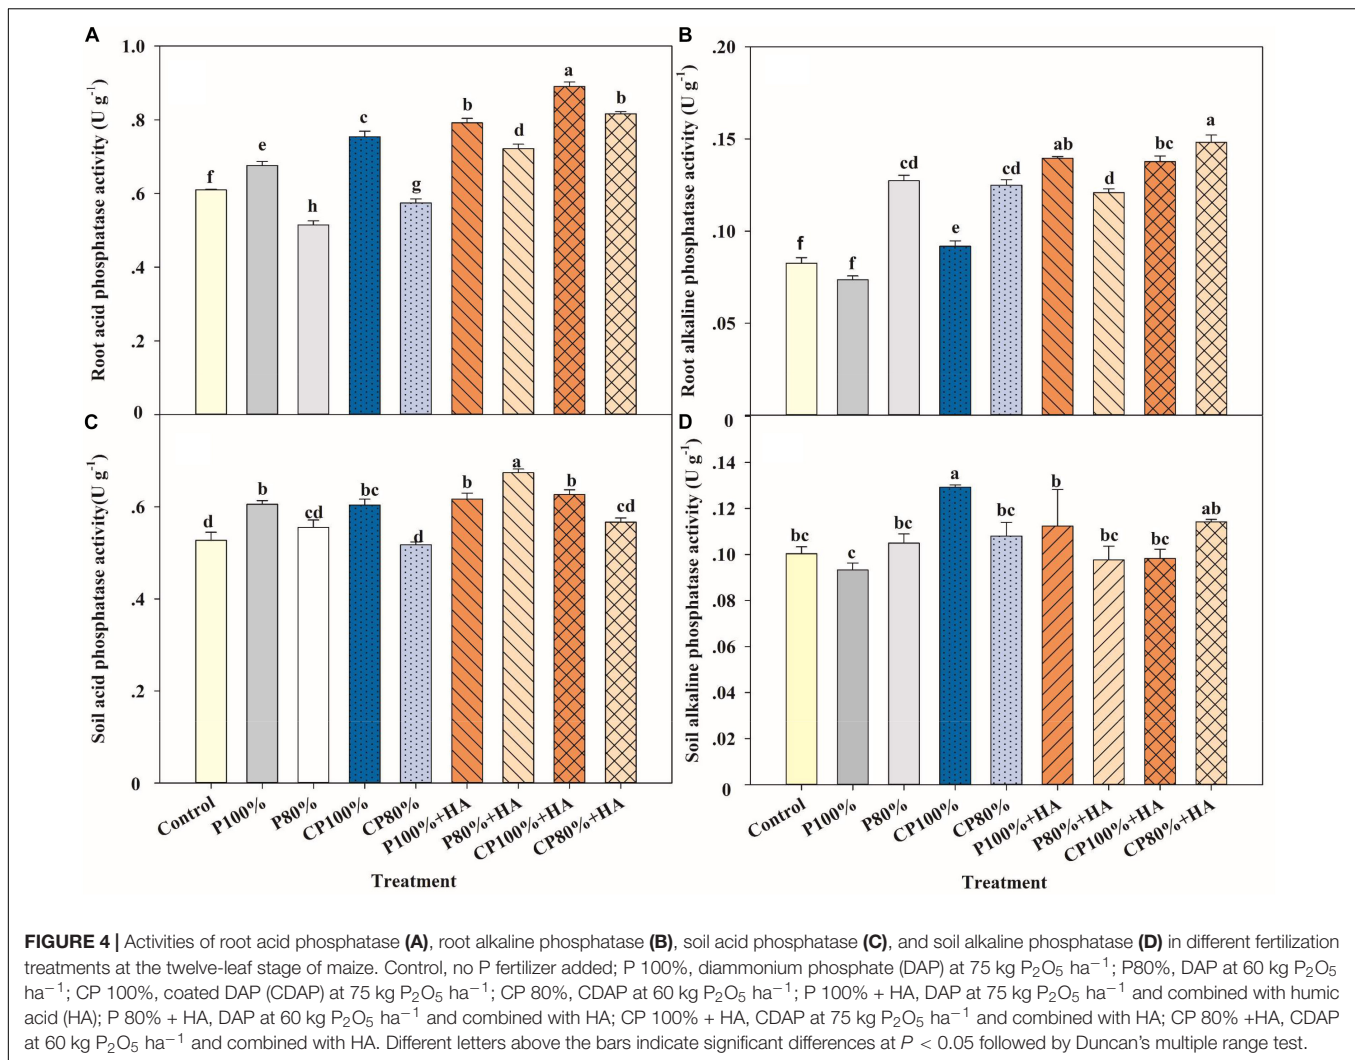 A
B
1.0
.8
.6
.4
.2
0
Root acid phosphatase activity (U g⁻¹)
f
e
h
c
g
b
d
a
b
.20
.15
.10
.05
0
Root alkaline phosphatase activity (U g⁻¹)
f
f
cd
e
cd
ab
d
bc
a
C
D
.6
.4
.2
0
Soil acid phosphatase activity(U g⁻¹)
d
b
cd
bc
d
b
a
b
cd
.14
.12
.10
.08
.06
.04
.02
0
Soil alkaline phosphatase activity (U g⁻¹)
bc
c
bc
a
bc
b
bc
bc
ab
Control
P100%
P80%
CP100%
CP80%
P100%+HA
P80%+HA
CP100%+HA
CP80%+HA
Treatment
Control
P100%
P80%
CP100%
CP80%
P100%+HA
P80%+HA
CP100%+HA
CP80%+HA
Treatment
FIGURE 4 | Activities of root acid phosphatase (A), root alkaline phosphatase (B), soil acid phosphatase (C), and soil alkaline phosphatase (D) in different fertilization
treatments at the twelve-leaf stage of maize. Control, no P fertilizer added; P 100%, diammonium phosphate (DAP) at 75 kg P₂O₅ ha⁻¹; P80%, DAP at 60 kg P₂O₅
ha⁻¹; CP 100%, coated DAP (CDAP) at 75 kg P₂O₅ ha⁻¹; CP 80%, CDAP at 60 kg P₂O₅ ha⁻¹; P 100% + HA, DAP at 75 kg P₂O₅ ha⁻¹ and combined with humic
acid (HA); P 80% + HA, DAP at 60 kg P₂O₅ ha⁻¹ and combined with HA; CP 100% + HA, CDAP at 75 kg P₂O₅ ha⁻¹ and combined with HA; CP 80% +HA, CDAP
at 60 kg P₂O₅ ha⁻¹ and combined with HA. Different letters above the bars indicate significant differences at P < 0.05 followed by Duncan's multiple range test.